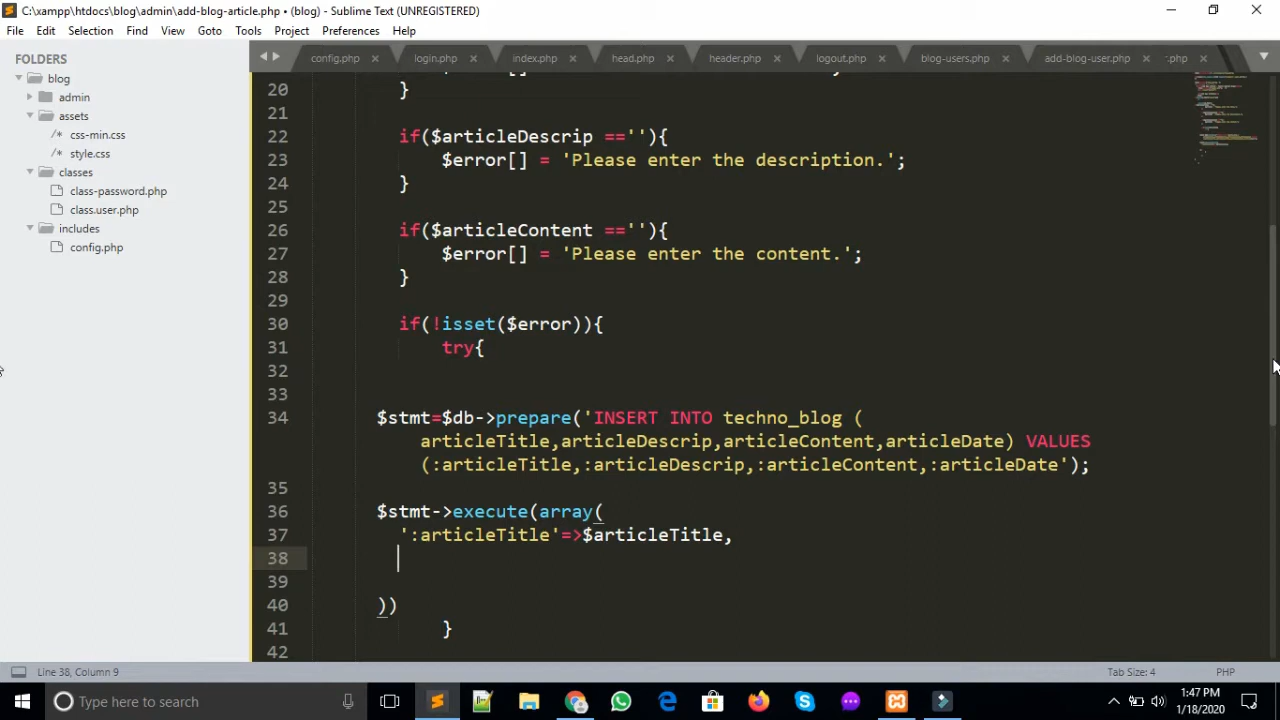 C:\xampp\htdocs\blog\admin\add-blog-article.php • (blog) - Sublime Text (UNREGISTERED)
File Edit Selection Find View Goto Tools Project Preferences Help
FOLDERS
blog
admin
assets
css-min.css
style.css
classes
class-password.php
class.user.php
includes
config.php
config.php login.php index.php head.php header.php logout.php blog-users.php add-blog-user.php .php
20 }
21
22 if($articleDescrip ==''){
23 $error[] = 'Please enter the description.';
24 }
25
26 if($articleContent ==''){
27 $error[] = 'Please enter the content.';
28 }
29
30 if(!isset($error)){
31 try{
32
33
34 $stmt=$db->prepare('INSERT INTO techno_blog (
articleTitle,articleDescrip,articleContent,articleDate) VALUES
(:articleTitle,:articleDescrip,:articleContent,:articleDate');
35
36 $stmt->execute(array(
37 ':articleTitle'=>$articleTitle,
38
39
40 ))
41 }
42
Line 38, Column 9 Tab Size: 4 PHP
Type here to search
1:47 PM
1/18/2020